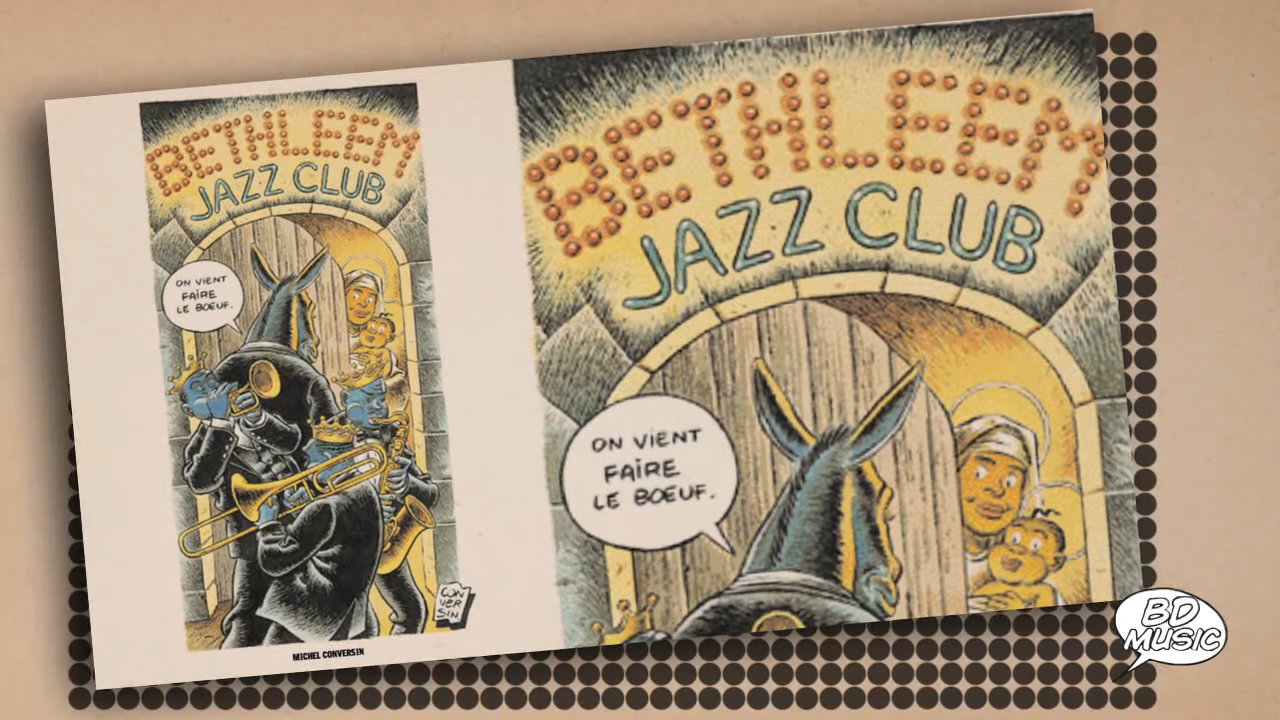 BETHLEEM
JAZZ CLUB
ON VIENT
FAIRE
LE BOEUF.
CON
VER
SIN
MICHEL CONVERSIN
BETHLEEM
JAZZ CLUB
ON VIENT
FAIRE
LE BOEUF.
BD
MUSIC